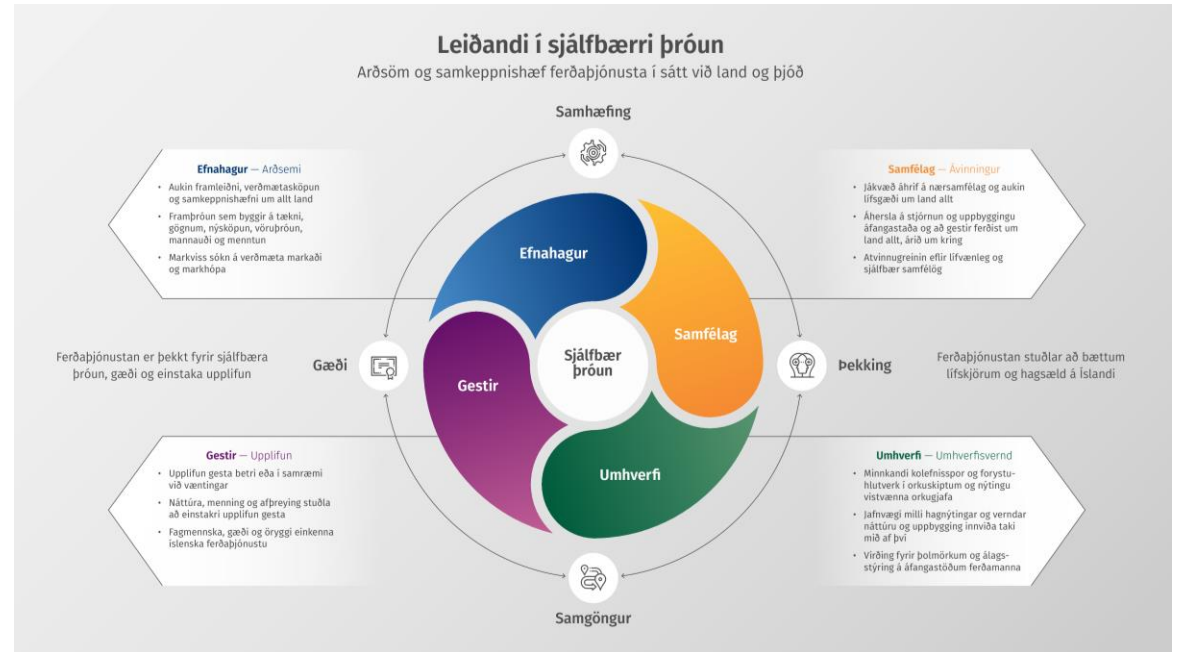 Leiðandi í sjálfbærri þróun
Arðsöm og samkeppnishæf ferðaþjónusta í sátt við land og þjóð
Samhæfing
Efnahagur — Arðsemi
• Aukin framleiðni, verðmætasköpun
og samkeppnishæfni um allt land
• Framþróun sem byggir á tækni,
gögnum, nýsköpun, vöruþróun,
mannauði og menntun
• Markviss sókn á verðmæta markaði
og markhópa
Samfélag — Ávinningur
• Jákvæð áhrif á nærsamfélag og aukin
lífsgæði um land allt
• Áhersla á stjórnun og uppbyggingu
áfangastaða og að gestir ferðist um
land allt, árið um kring
• Atvinnugreinin eflir lífvænleg og
sjálfbær samfélög
Efnahagur
Samfélag
Sjálfbær
þróun
Gestir
Umhverfi
Ferðaþjónustan er þekkt fyrir sjálfbæra
þróun, gæði og einstaka upplifun
Gæði
Þekking
Ferðaþjónustan stuðlar að bættum
lífskjörum og hagsæld á Íslandi
Gestir — Upplifun
• Upplifun gesta betri eða í samræmi
við væntingar
• Náttúra, menning og afþreying stuðla
að einstakri upplifun gesta
• Fagmennska, gæði og öryggi einkenna
íslenska ferðaþjónustu
Umhverfi — Umhverfisvernd
• Minnkandi kolefnisspor og forystu-
hlutverk í orkuskiptum og nýtingu
vistvænna orkugjafa
• Jafnvægi milli hagnýtingar og verndar
náttúru og uppbygging innviða taki
mið af því
• Virðing fyrir þolmörkum og álags-
stýring á áfangastöðum ferðamanna
Samgöngur